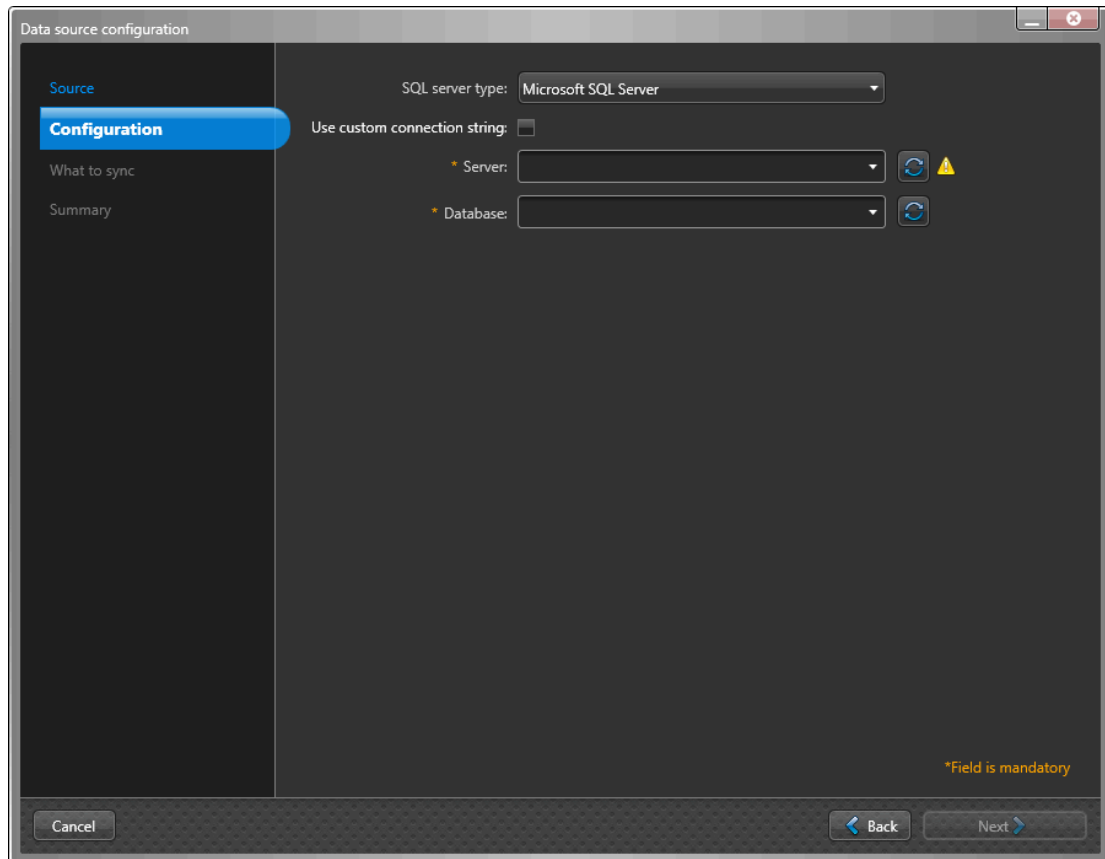 Data source configuration
Source
Configuration
What to sync
Summary
SQL server type: Microsoft SQL Server
Use custom connection string:
* Server:
* Database:
*Field is mandatory
Cancel
Back
Next